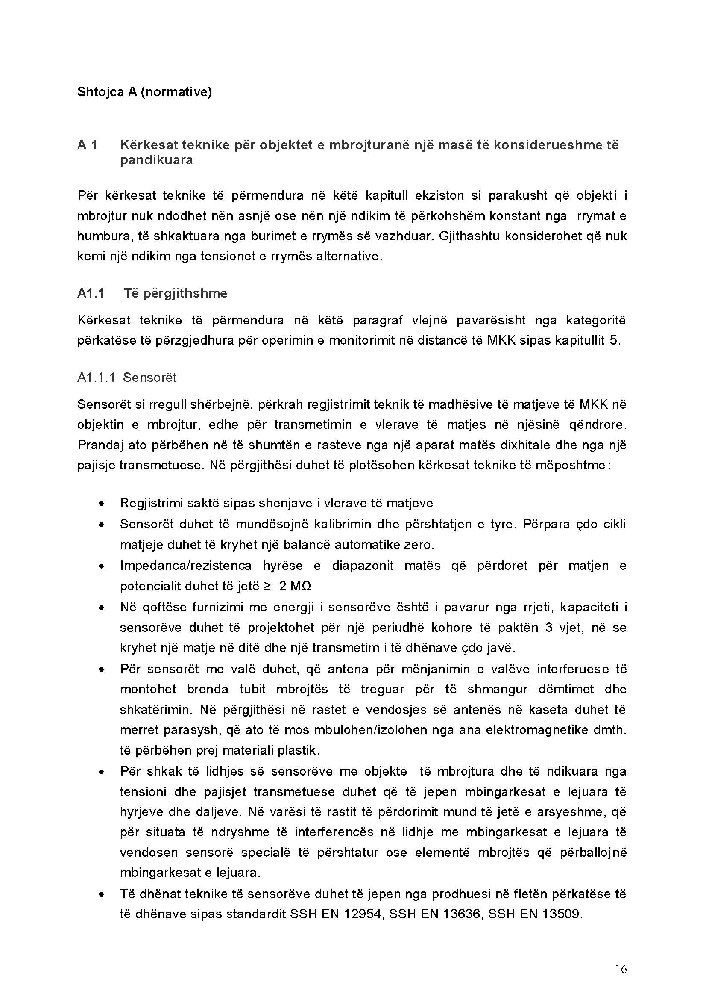 Shtojca A (normative)
A 1 Kërkesat teknike për objektet e mbrojturanë një masë të konsiderueshme të
pandikuara
Për kërkesat teknike të përmendura në këtë kapitull ekziston si parakusht që objekti i
mbrojtur nuk ndodhet nën asnjë ose nën një ndikim të përkohshëm konstant nga rrymat e
humbura, të shkaktuara nga burimet e rrymës së vazhduar. Gjithashtu konsiderohet që nuk
kemi një ndikim nga tensionet e rrymës alternative.
A1.1 Të përgjithshme
Kërkesat teknike të përmendura në këtë paragraf vlejnë pavarësisht nga kategoritë
përkatëse të përzgjedhura për operimin e monitorimit në distancë të MKK sipas kapitullit 5.
A1.1.1 Sensorët
Sensorët si rregull shërbejnë, përkrah regjistrimit teknik të madhësive të matjeve të MKK në
objektin e mbrojtur, edhe për transmetimin e vlerave të matjes në njësinë qëndrore.
Prandaj ato përbëhen në të shumtën e rasteve nga një aparat matës dixhitale dhe nga një
pajisje transmetuese. Në përgjithësi duhet të plotësohen kërkesat teknike të mëposhtme:
• Regjistrimi saktë sipas shenjave i vlerave të matjeve
• Sensorët duhet të mundësojnë kalibrimin dhe përshtatjen e tyre. Përpara çdo cikli
matjeje duhet të kryhet një balancë automatike zero.
• Impedanca/rezistenca hyrëse e diapazonit matës që përdoret për matjen e
potencialit duhet të jetë ≥ 2 MΩ
• Në qoftëse furnizimi me energji i sensorëve është i pavarur nga rrjeti, kapaciteti i
sensorëve duhet të projektohet për një periudhë kohore të paktën 3 vjet, në se
kryhet një matje në ditë dhe një transmetim i të dhënave çdo javë.
• Për sensorët me valë duhet, që antena për mënjanimin e valëve interferuese të
montohet brenda tubit mbrojtës të treguar për të shmangur dëmtimet dhe
shkatërimin. Në përgjithësi në rastet e vendosjes së antenës në kaseta duhet të
merret parasysh, që ato të mos mbulohen/izolohen nga ana elektromagnetike dmth.
të përbëhen prej materiali plastik.
• Për shkak të lidhjes së sensorëve me objekte të mbrojtura dhe të ndikuara nga
tensioni dhe pajisjet transmetuese duhet që të jepen mbingarkesat e lejuara të
hyrjeve dhe daljeve. Në varësi të rastit të përdorimit mund të jetë e arsyeshme, që
për situata të ndryshme të interferencës në lidhje me mbingarkesat e lejuara të
vendosen sensorë specialë të përshtatur ose elementë mbrojtës që përballojnë
mbingarkesat e lejuara.
• Të dhënat teknike të sensorëve duhet të jepen nga prodhuesi në fletën përkatëse të
të dhënave sipas standardit SSH EN 12954, SSH EN 13636, SSH EN 13509.
16